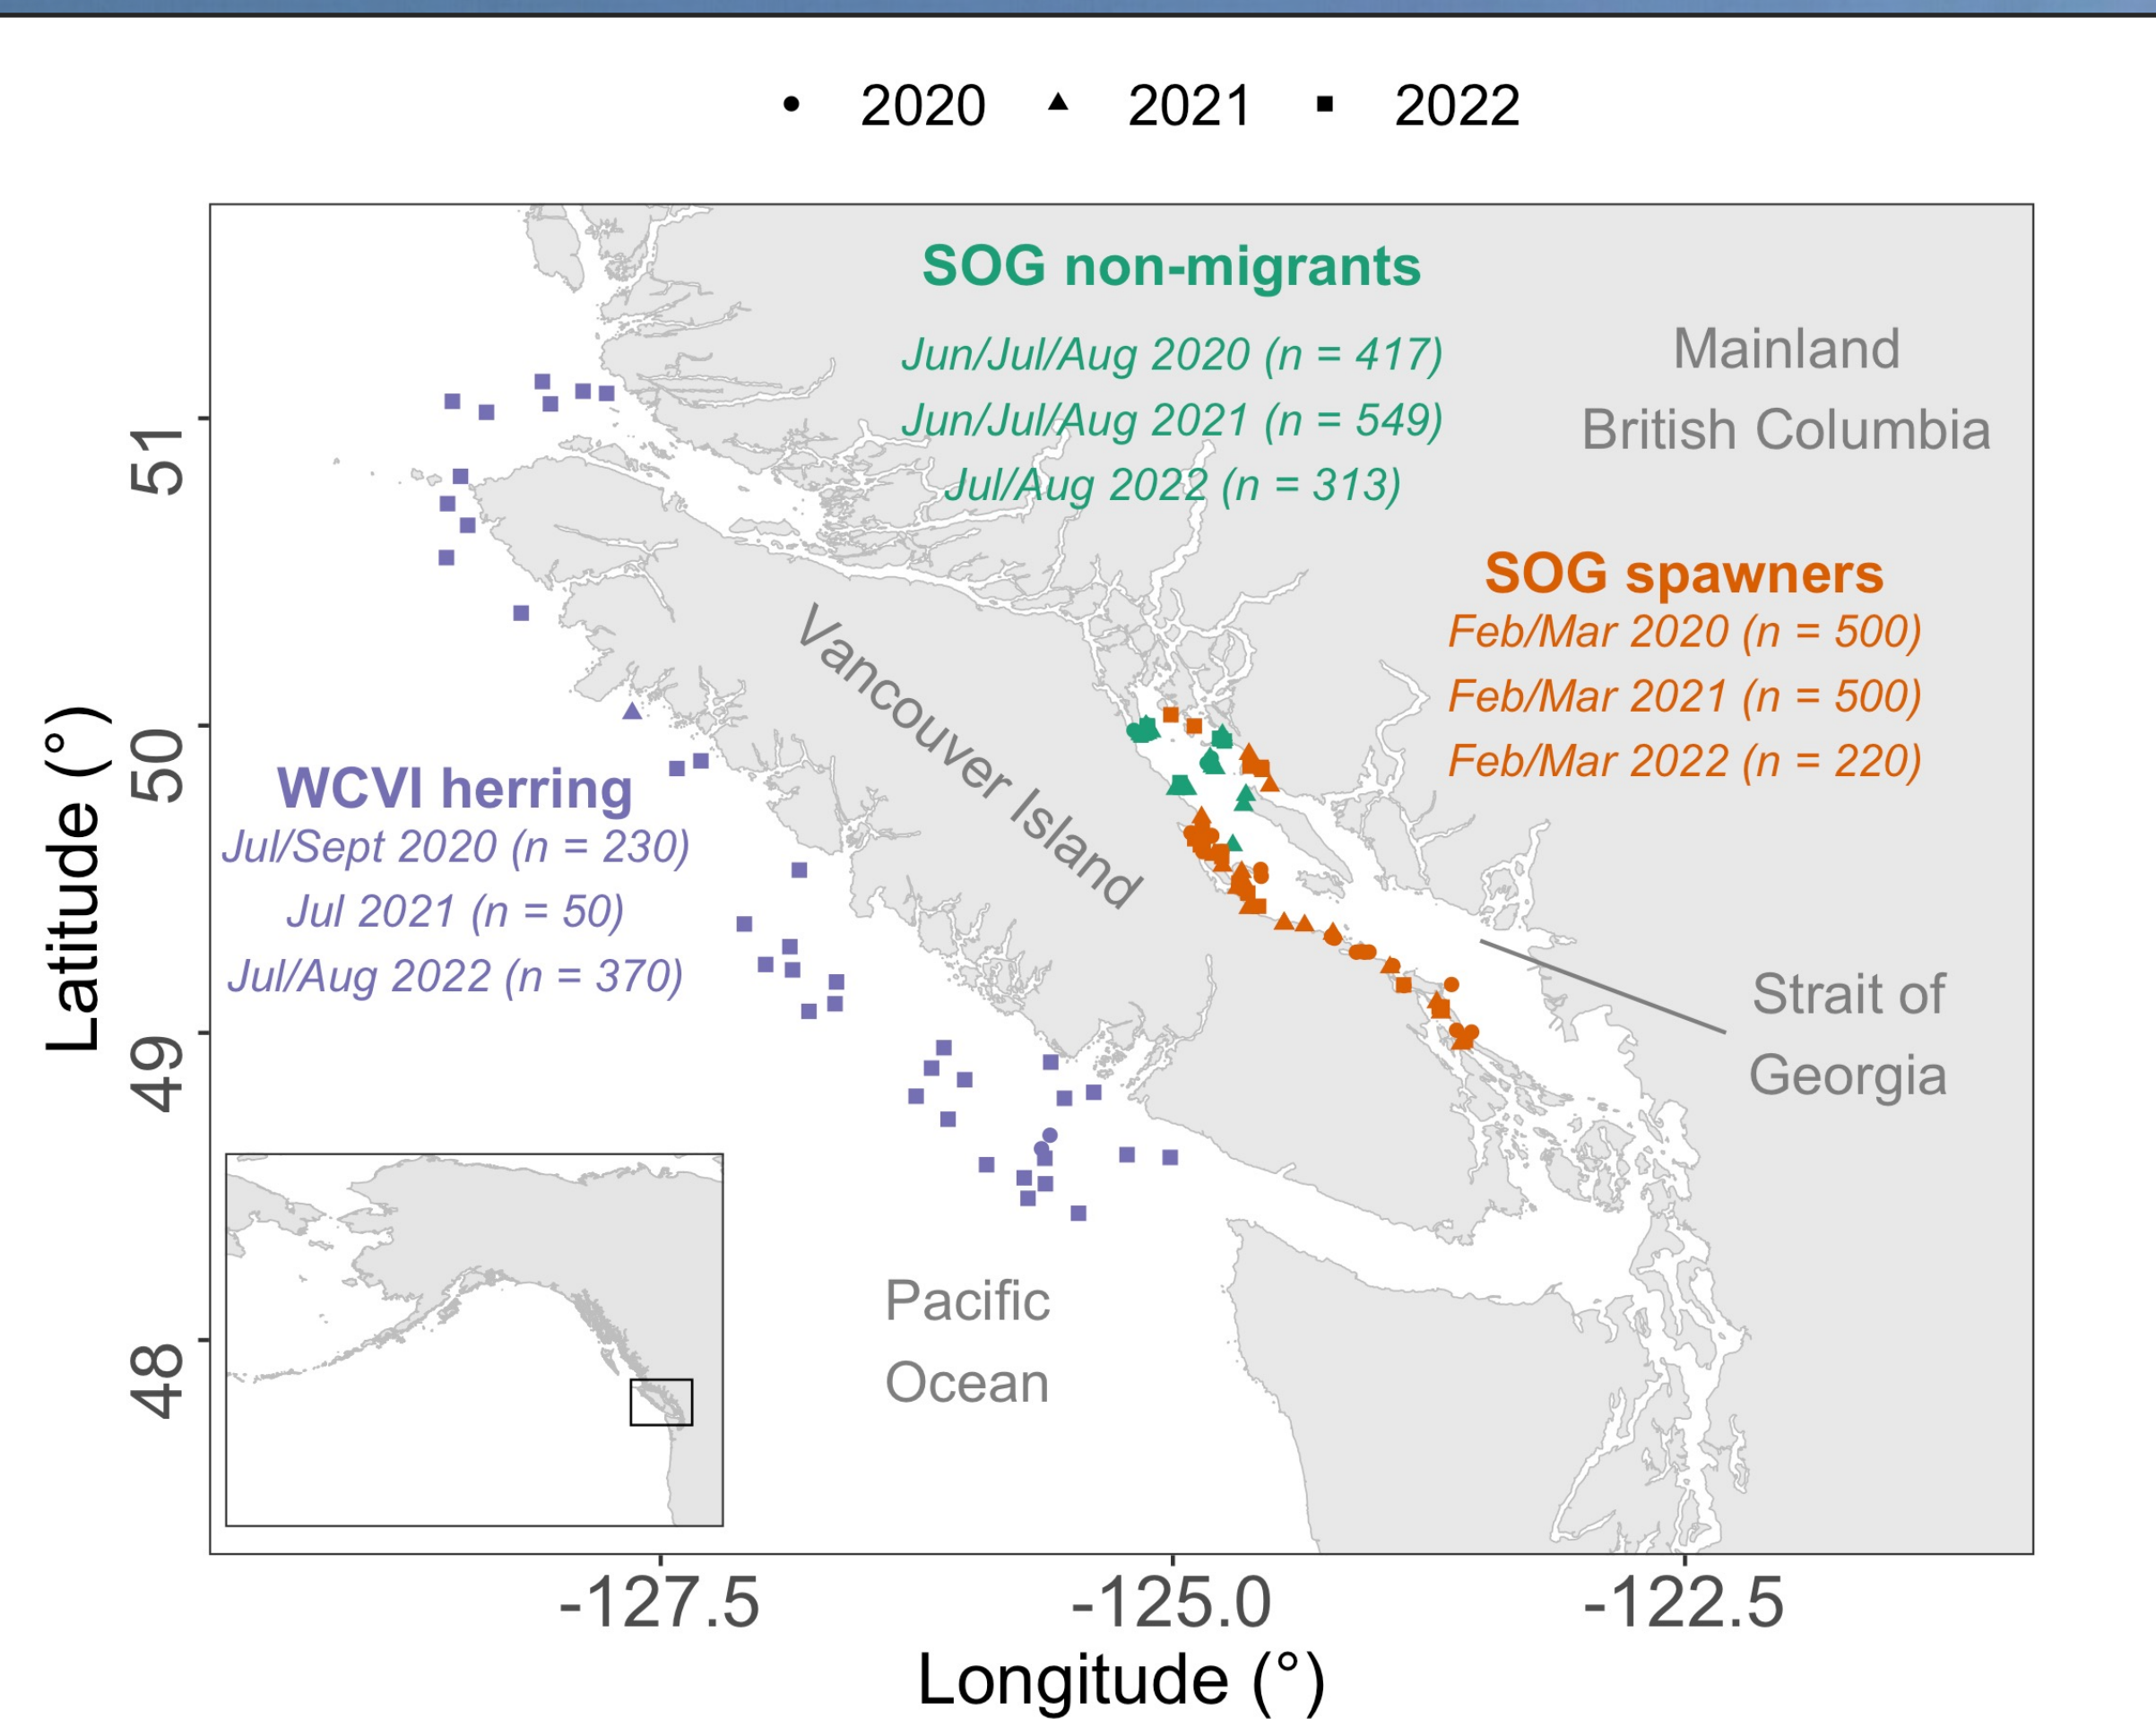 2020 2021 2022
SOG non-migrants
Jun/Jul/Aug 2020 (n = 417)
Jun/Jul/Aug 2021 (n = 549)
Jul/Aug 2022 (n = 313)
Mainland
British Columbia
SOG spawners
Feb/Mar 2020 (n = 500)
Feb/Mar 2021 (n = 500)
Feb/Mar 2022 (n = 220)
Vancouver Island
WCVI herring
Jul/Sept 2020 (n = 230)
Jul 2021 (n = 50)
Jul/Aug 2022 (n = 370)
Strait of
Georgia
Pacific
Ocean
51
50
49
48
Latitude (°)
-127.5 -125.0 -122.5
Longitude (°)